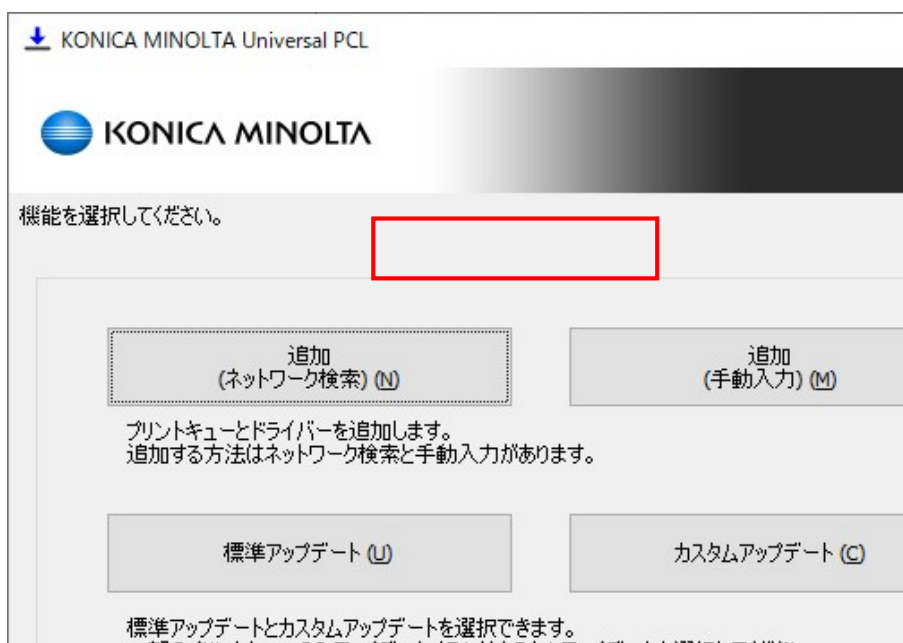 KONICA MINOLTA Universal PCL
KONICA MINOLTA
機能を選択してください。
追加
(ネットワーク検索) (N)
追加
(手動入力) (M)
プリントキューとドライバーを追加します。
追加する方法はネットワーク検索と手動入力があります。
標準アップデート (U)
カスタムアップデート (C)
標準アップデートとカスタムアップデートを選択できます。